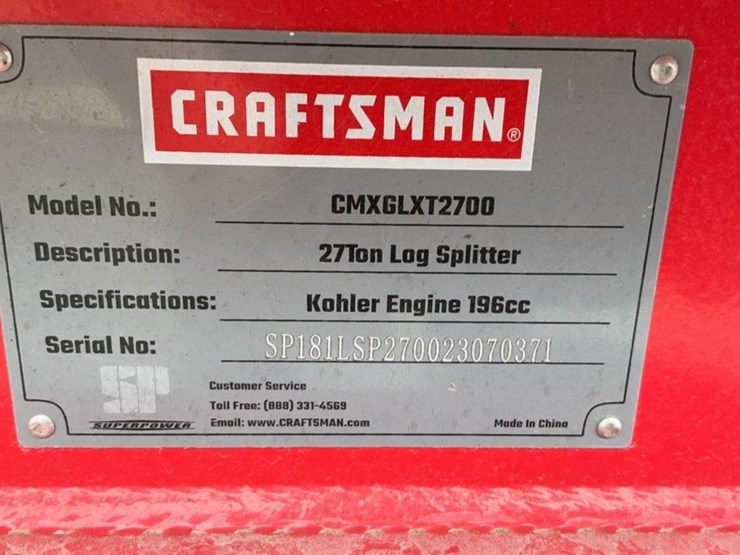 CRAFTSMAN®
Model No.: CMXGLXT2700
Description: 27Ton Log Splitter
Specifications: Kohler Engine 196cc
Serial No: SP181LSP270023070371
SP
SUPERPOWER
Customer Service
Toll Free: (888) 331-4569
Email: www.CRAFTSMAN.com
Made In China